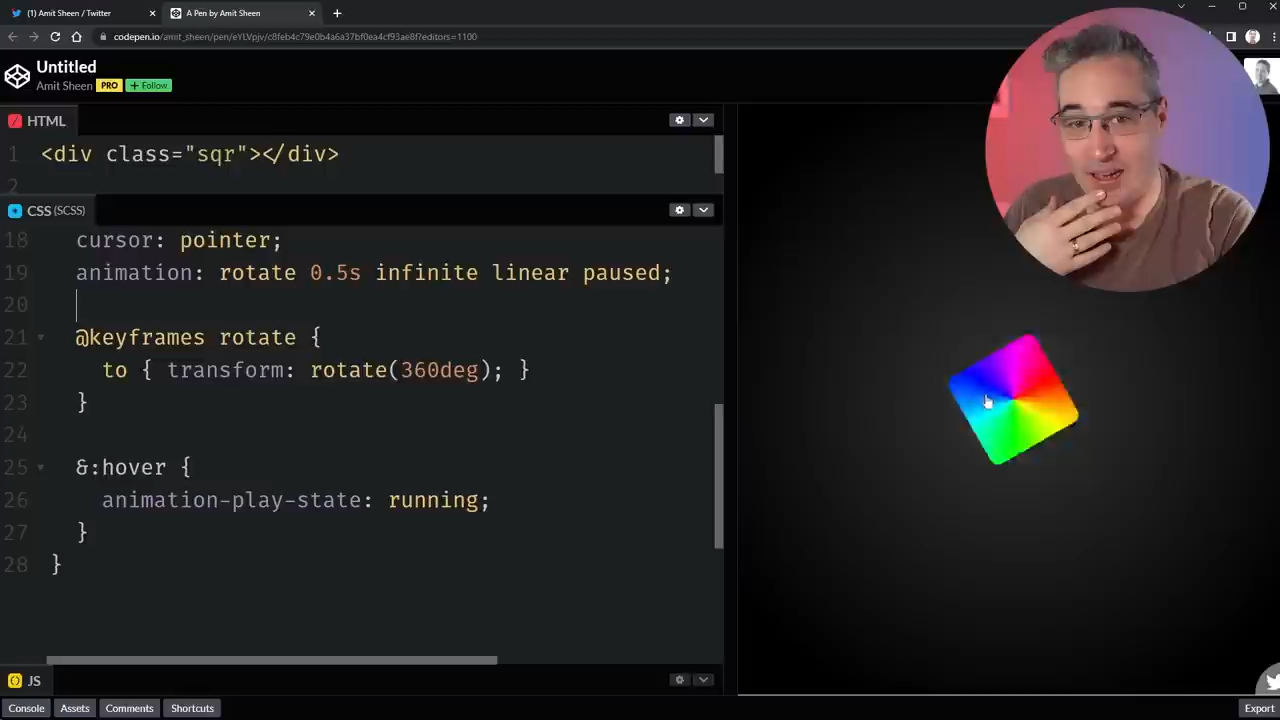 (1) Amit Sheen / Twitter
A Pen by Amit Sheen
codepen.io/amit_sheen/pen/eYLVpjv/c8feb4c79e0b4a6a37bf0ea4cf93ae8f?editors=1100
Untitled
Amit Sheen PRO + Follow
HTML
1 <div class="sqr"></div>
2
CSS (SCSS)
18 cursor: pointer;
19 animation: rotate 0.5s infinite linear paused;
20
21 @keyframes rotate {
22 to { transform: rotate(360deg); }
23 }
24
25 &:hover {
26 animation-play-state: running;
27 }
28 }
JS
Console Assets Comments Shortcuts
Export